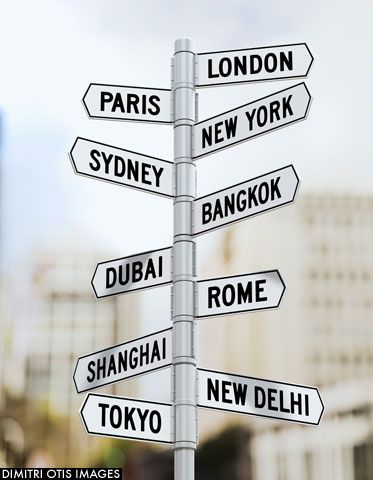 LONDON
PARIS
NEW YORK
SYDNEY
BANGKOK
DUBAI
ROME
SHANGHAI
NEW DELHI
TOKYO
DIMITRI OTIS IMAGES